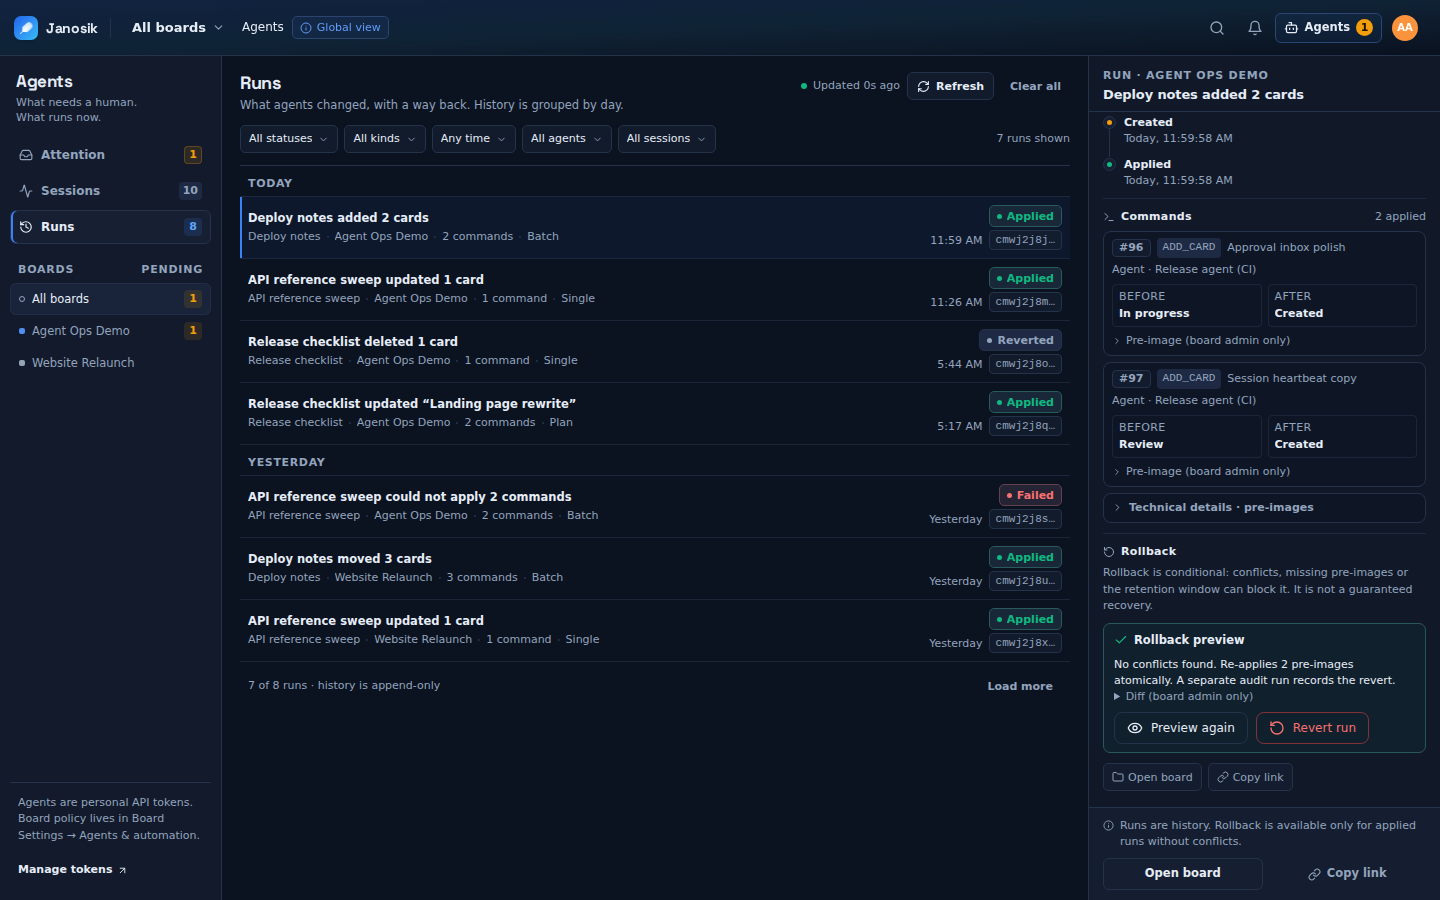 Janosik
All boards
Agents
Global view
Agents 1
AA
Agents
What needs a human.
What runs now.
Attention 1
Sessions 10
Runs 8
BOARDS PENDING
All boards 1
Agent Ops Demo 1
Website Relaunch
Agents are personal API tokens.
Board policy lives in Board
Settings → Agents & automation.
Manage tokens
Runs
What agents changed, with a way back. History is grouped by day.
Updated 0s ago
Refresh
Clear all
All statuses
All kinds
Any time
All agents
All sessions
7 runs shown
TODAY
Deploy notes added 2 cards
Applied
Deploy notes · Agent Ops Demo · 2 commands · Batch
11:59 AM cmwj2j8j…
API reference sweep updated 1 card
Applied
API reference sweep · Agent Ops Demo · 1 command · Single
11:26 AM cmwj2j8m…
Release checklist deleted 1 card
Reverted
Release checklist · Agent Ops Demo · 1 command · Single
5:44 AM cmwj2j8o…
Release checklist updated “Landing page rewrite”
Applied
Release checklist · Agent Ops Demo · 2 commands · Plan
5:17 AM cmwj2j8q…
YESTERDAY
API reference sweep could not apply 2 commands
Failed
API reference sweep · Agent Ops Demo · 2 commands · Batch
Yesterday cmwj2j8s…
Deploy notes moved 3 cards
Applied
Deploy notes · Website Relaunch · 3 commands · Batch
Yesterday cmwj2j8u…
API reference sweep updated 1 card
Applied
API reference sweep · Website Relaunch · 1 command · Single
Yesterday cmwj2j8x…
7 of 8 runs · history is append-only
Load more
RUN · AGENT OPS DEMO
Deploy notes added 2 cards
Created
Today, 11:59:58 AM
Applied
Today, 11:59:58 AM
Commands 2 applied
#96 ADD_CARD Approval inbox polish
Agent · Release agent (CI)
BEFORE AFTER
In progress Created
Pre-image (board admin only)
#97 ADD_CARD Session heartbeat copy
Agent · Release agent (CI)
BEFORE AFTER
Review Created
Pre-image (board admin only)
Technical details · pre-images
Rollback
Rollback is conditional: conflicts, missing pre-images or
the retention window can block it. It is not a guaranteed
recovery.
Rollback preview
No conflicts found. Re-applies 2 pre-images
atomically. A separate audit run records the revert.
Diff (board admin only)
Preview again
Revert run
Open board
Copy link
Runs are history. Rollback is available only for applied
runs without conflicts.
Open board
Copy link